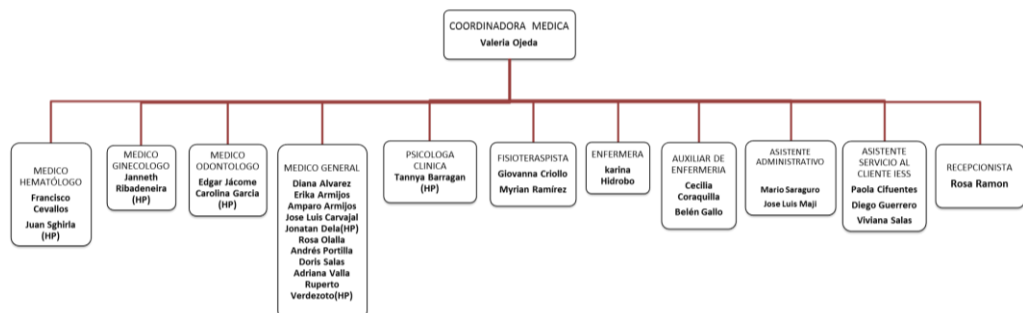 COORDINADORA MEDICA
Valeria Ojeda
MEDICO
HEMATÓLOGO
Francisco
Cevallos
Juan Sghirla
(HP)
MEDICO
GINECOLOGO
Janneth
Ribadeneira
(HP)
MEDICO
ODONTOLOGO
Edgar Jácome
Carolina Garcia
(HP)
MEDICO GENERAL
Diana Alvarez
Erika Armijos
Amparo Armijos
Jose Luis Carvajal
Jonatan Dela(HP)
Rosa Olalla
Andrés Portilla
Doris Salas
Adriana Valla
Ruperto
Verdezoto(HP)
PSICOLOGA
CLINICA
Tannya Barragan
(HP)
FISIOTERASPISTA
Giovanna Criollo
Myrian Ramírez
ENFERMERA
karina
Hidrobo
AUXILIAR DE
ENFERMERIA
Cecilia
Coraquilla
Belén Gallo
ASISTENTE
ADMINISTRATIVO
Mario Saraguro
Jose Luis Maji
ASISTENTE
SERVICIO AL
CLIENTE IESS
Paola Cifuentes
Diego Guerrero
Viviana Salas
RECEPCIONISTA
Rosa Ramon